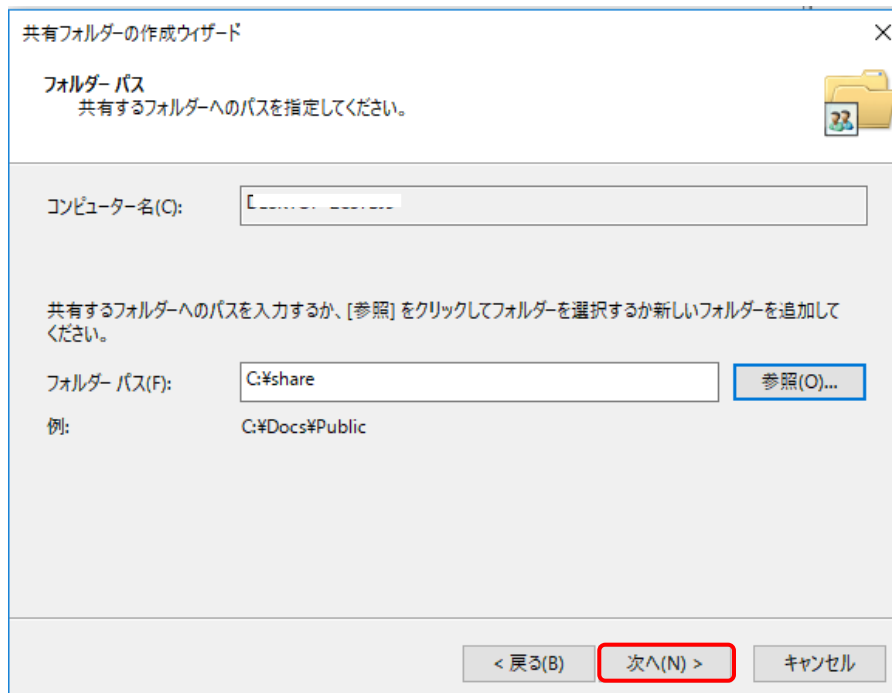 共有フォルダーの作成ウィザード
フォルダー パス
共有するフォルダーへのパスを指定してください。
コンピューター名(C):
共有するフォルダーへのパスを入力するか、[参照] をクリックしてフォルダーを選択するか新しいフォルダーを追加して
ください。
フォルダー パス(F):
C:¥share
参照(O)...
例:
C:¥Docs¥Public
< 戻る(B)
次へ(N) >
キャンセル